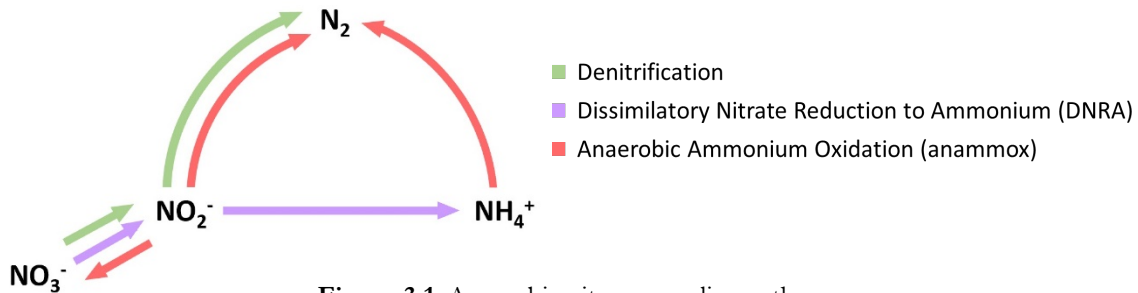 N₂
Denitrification
Dissimilatory Nitrate Reduction to Ammonium (DNRA)
Anaerobic Ammonium Oxidation (anammox)
NO₂⁻
NH₄⁺
NO₃⁻